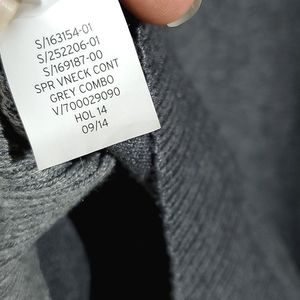 S/163154-01
S/252206-01
S/169187-00
SPR VNECK CONT
GREY COMBO
V/700029090
HOL 14
09/14